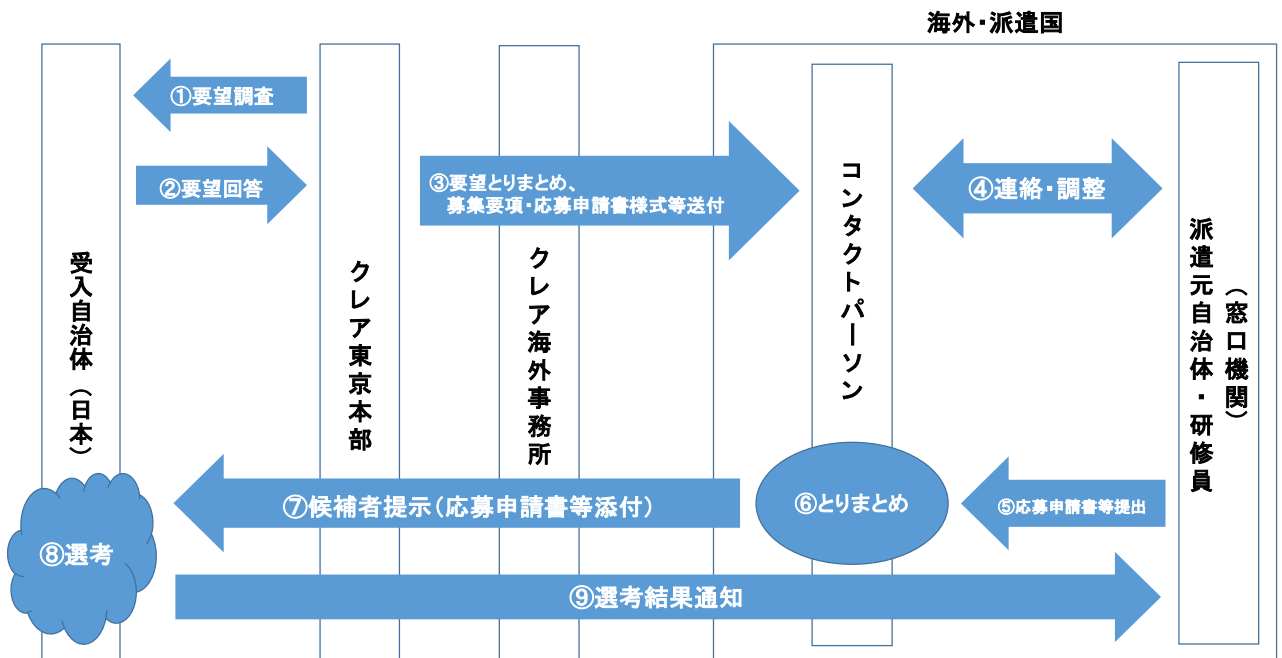 海外・派遣国
①要望調査
②要望回答
③要望とりまとめ、
募集要項・応募申請書様式等送付
④連絡・調整
受入自治体（日本）
クレア東京本部
クレア海外事務所
コンタクトパーソン
派遣元自治体・研修員
（窓口機関）
⑤応募申請書等提出
⑥とりまとめ
⑦候補者提示（応募申請書等添付）
⑧選考
⑨選考結果通知